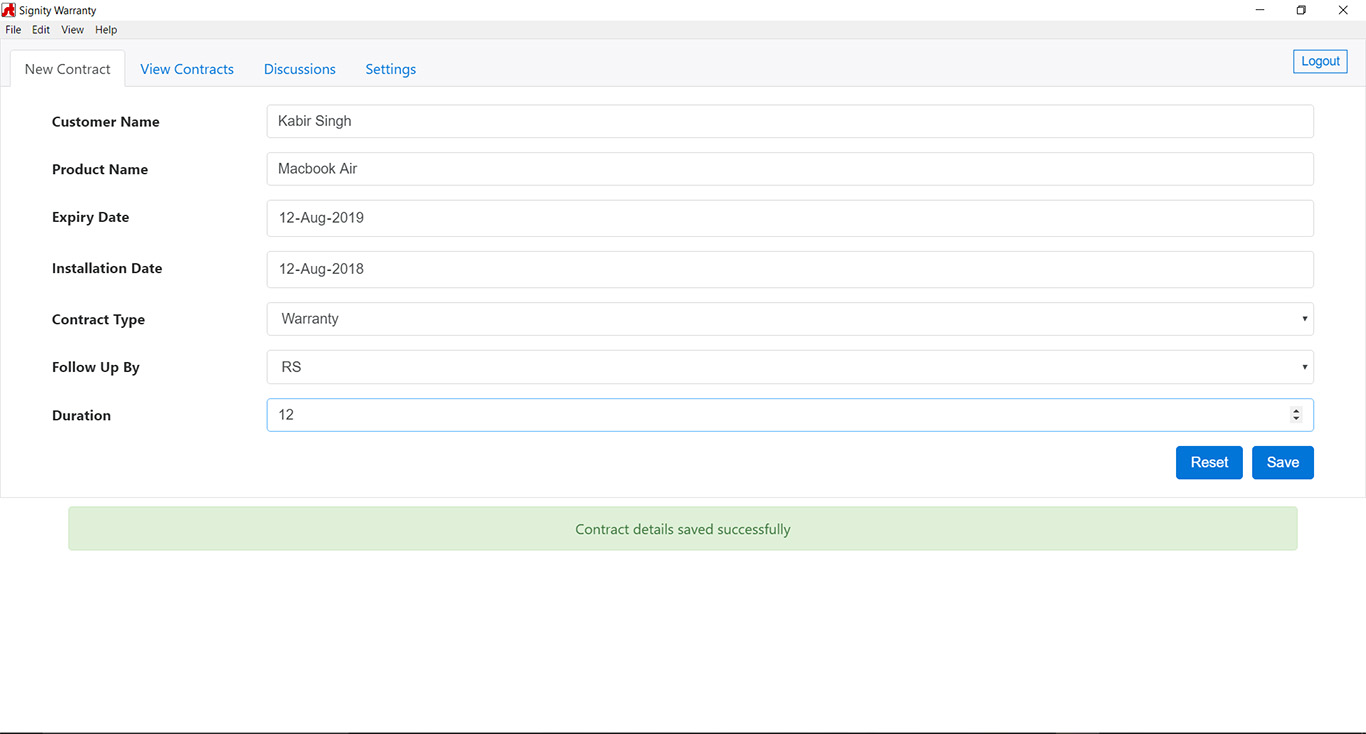 Signity Warranty
File Edit View Help
New Contract View Contracts Discussions Settings Logout
Customer Name Kabir Singh
Product Name Macbook Air
Expiry Date 12-Aug-2019
Installation Date 12-Aug-2018
Contract Type Warranty
Follow Up By RS
Duration 12
Reset Save
Contract details saved successfully